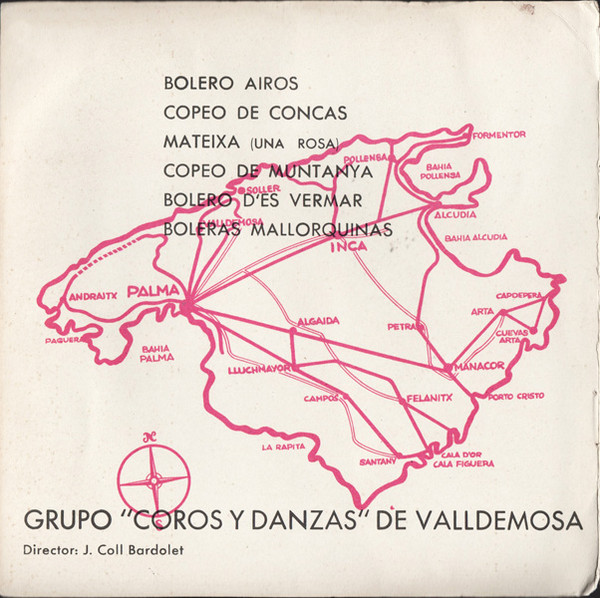 BOLERO AIROS
COPEO DE CONCAS
MATEIXA (UNA ROSA)
COPEO DE MUNTANYA
BOLERO D'ES VERMAR
BOLERAS MALLORQUINAS
FORMENTOR
POLLENSA
BAHIA
POLLENSA
SOLLER
VALLDEMOSA
ALCUDIA
BAHIA ALCUDIA
INCA
ANDRAITX
PALMA
CAPDEPERA
ARTA
CUEVAS
ARTA
PAGUERA
BAHIA
PALMA
ALGAIDA
PETRA
LLUCHMAYOR
MANACOR
CAMPOS
FELANITX
PORTO CRISTO
LA RAPITA
SANTANY
CALA D'OR
CALA FIGUERA
N
S
GRUPO "COROS Y DANZAS" DE VALLDEMOSA
Director: J. Coll Bardolet